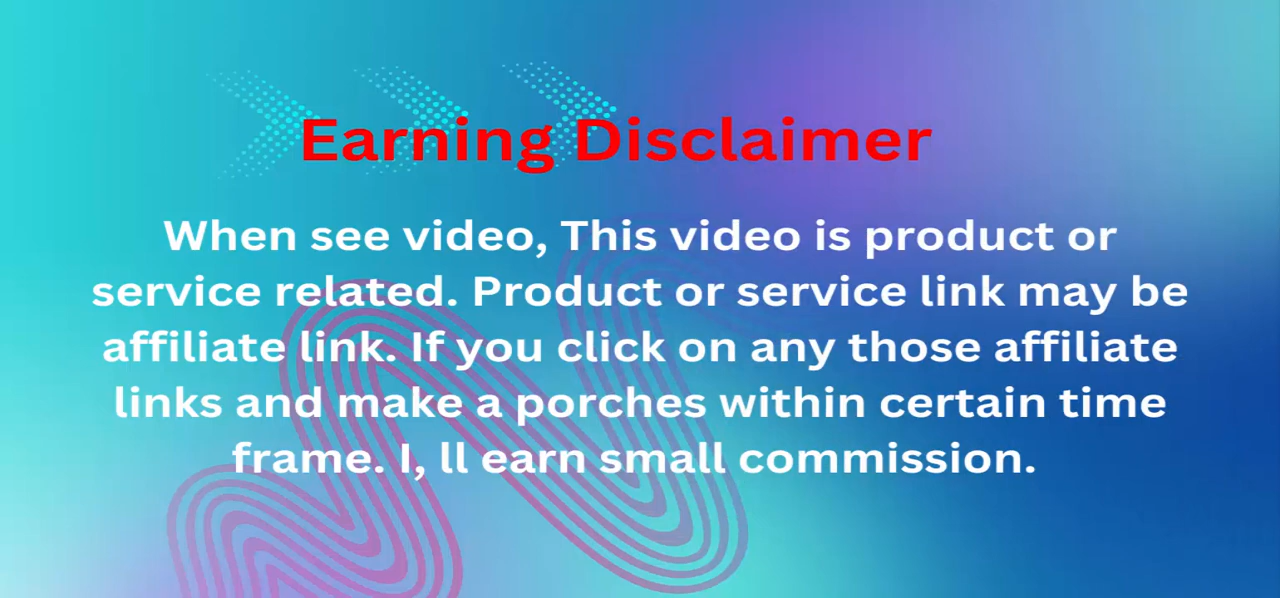 Earning Disclaimer
When see video, This video is product or
service related. Product or service link may be
affiliate link. If you click on any those affiliate
links and make a porches within certain time
frame. I, ll earn small commission.